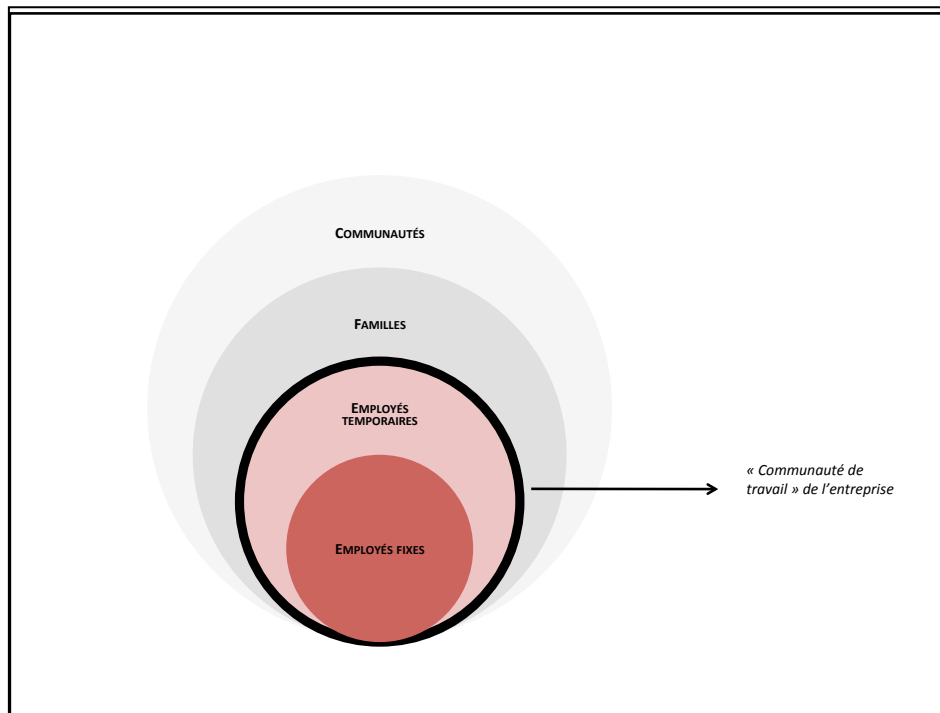 COMMUNAUTÉS
FAMILLES
EMPLOYÉS
TEMPORAIRES
EMPLOYÉS FIXES
« Communauté de
travail » de l’entreprise